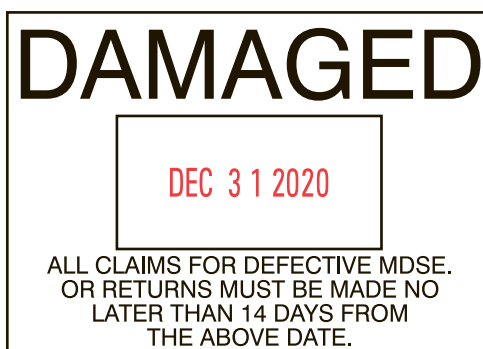 DAMAGED
DEC 31 2020
ALL CLAIMS FOR DEFECTIVE MDSE.
OR RETURNS MUST BE MADE NO
LATER THAN 14 DAYS FROM
THE ABOVE DATE.